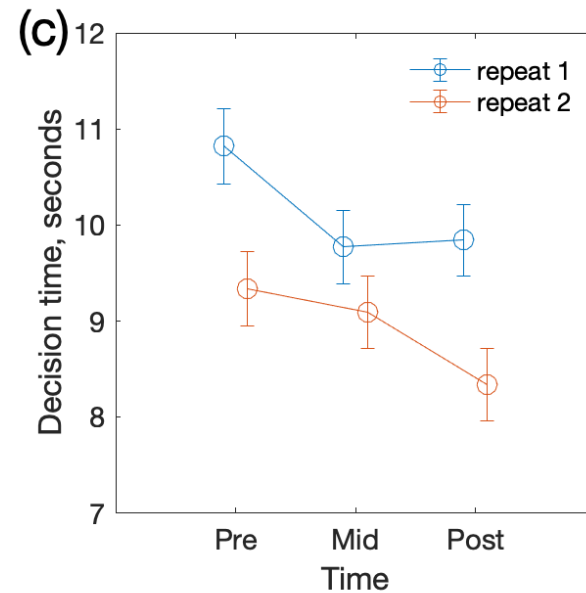 (c)
12
11
10
9
8
7
Decision time, seconds
repeat 1
repeat 2
Pre Mid Post
Time